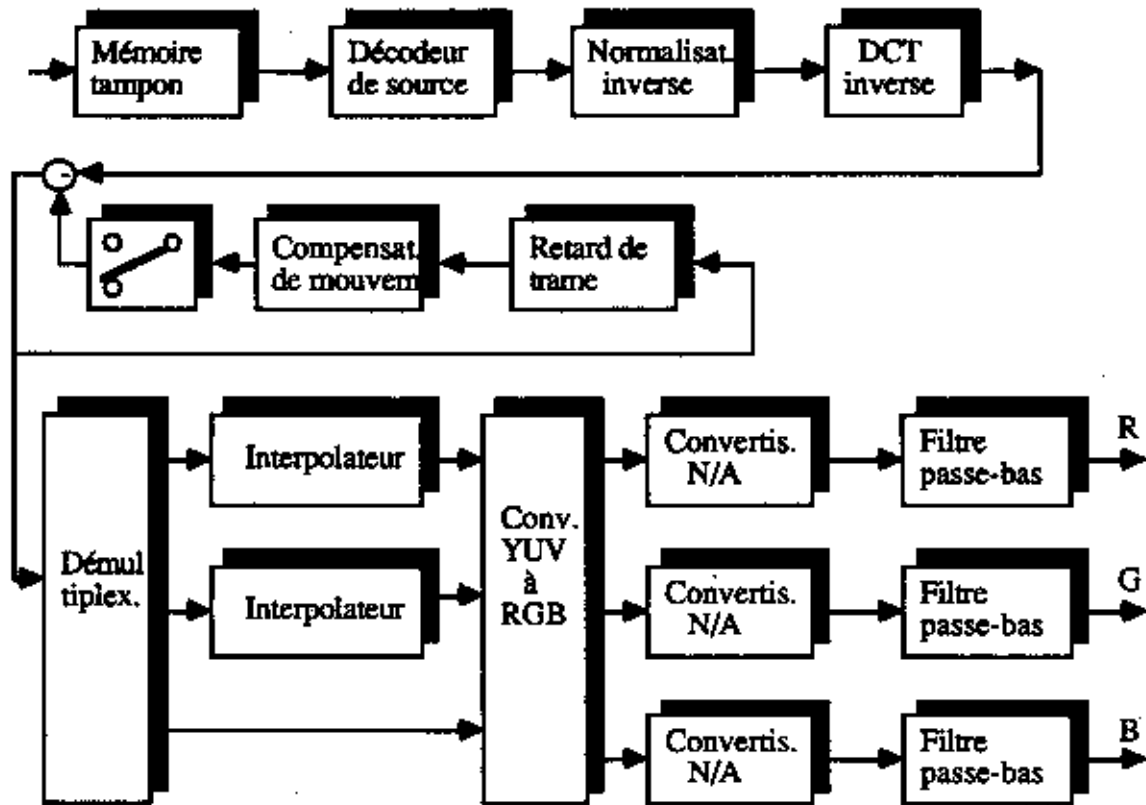 Mémoire
tampon
Décodeur
de source
Normalisat.
inverse
DCT
inverse
Compensat.
de mouvem
Retard de
trame
Démul
tiplex.
Interpolateur
Interpolateur
Conv.
YUV
à
RGB
Convertis.
N/A
Filtre
passe-bas
R
Convertis.
N/A
Filtre
passe-bas
G
Convertis.
N/A
Filtre
passe-bas
B